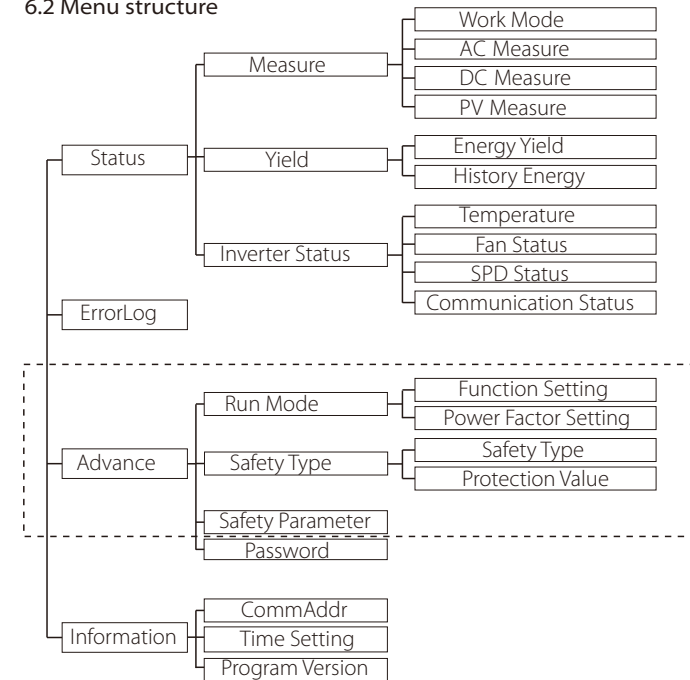 6.2 Menu structure
Status
Measure
Work Mode
AC Measure
DC Measure
PV Measure
Yield
Energy Yield
History Energy
Inverter Status
Temperature
Fan Status
SPD Status
Communication Status
ErrorLog
Advance
Run Mode
Function Setting
Power Factor Setting
Safety Type
Safety Type
Protection Value
Safety Parameter
Password
Information
CommAddr
Time Setting
Program Version